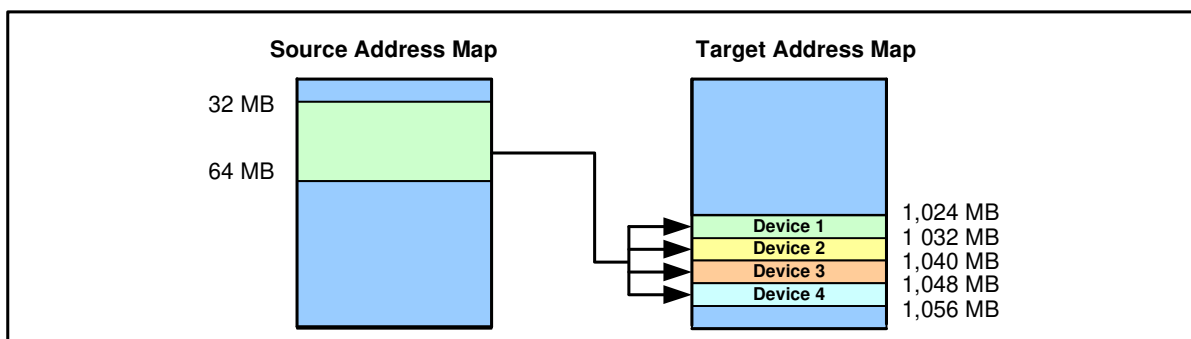 Source Address Map
Target Address Map
32 MB
64 MB
1,024 MB
Device 1
1 032 MB
Device 2
1,040 MB
Device 3
1,048 MB
Device 4
1,056 MB